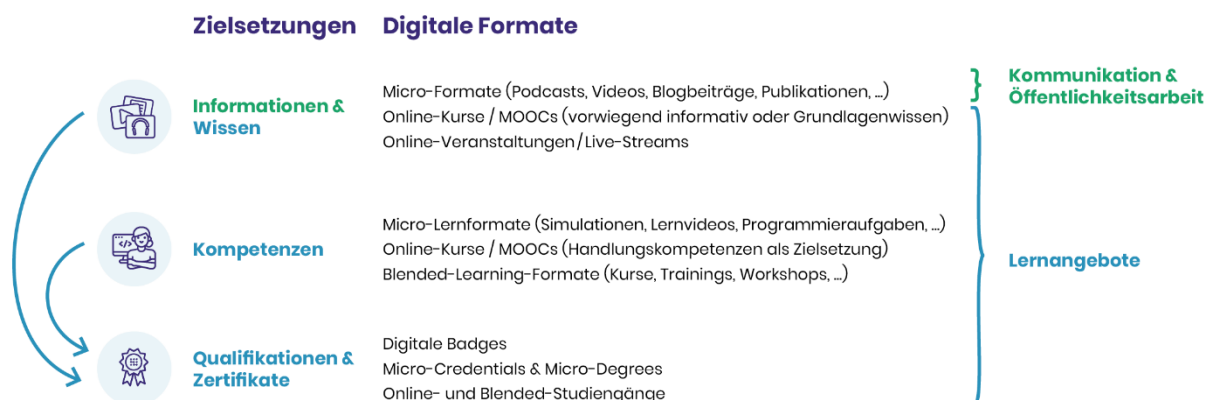 Zielsetzungen Digitale Formate
Informationen &
Wissen
Micro-Formate (Podcasts, Videos, Blogbeiträge, Publikationen, …)
Online-Kurse / MOOCs (vorwiegend informativ oder Grundlagenwissen)
Online-Veranstaltungen/Live-Streams
Kommunikation &
Öffentlichkeitsarbeit
Kompetenzen
Micro-Lernformate (Simulationen, Lernvideos, Programmieraufgaben, …)
Online-Kurse / MOOCs (Handlungskompetenzen als Zielsetzung)
Blended-Learning-Formate (Kurse, Trainings, Workshops, …)
Lernangebote
Qualifikationen &
Zertifikate
Digitale Badges
Micro-Credentials & Micro-Degrees
Online- und Blended-Studiengänge